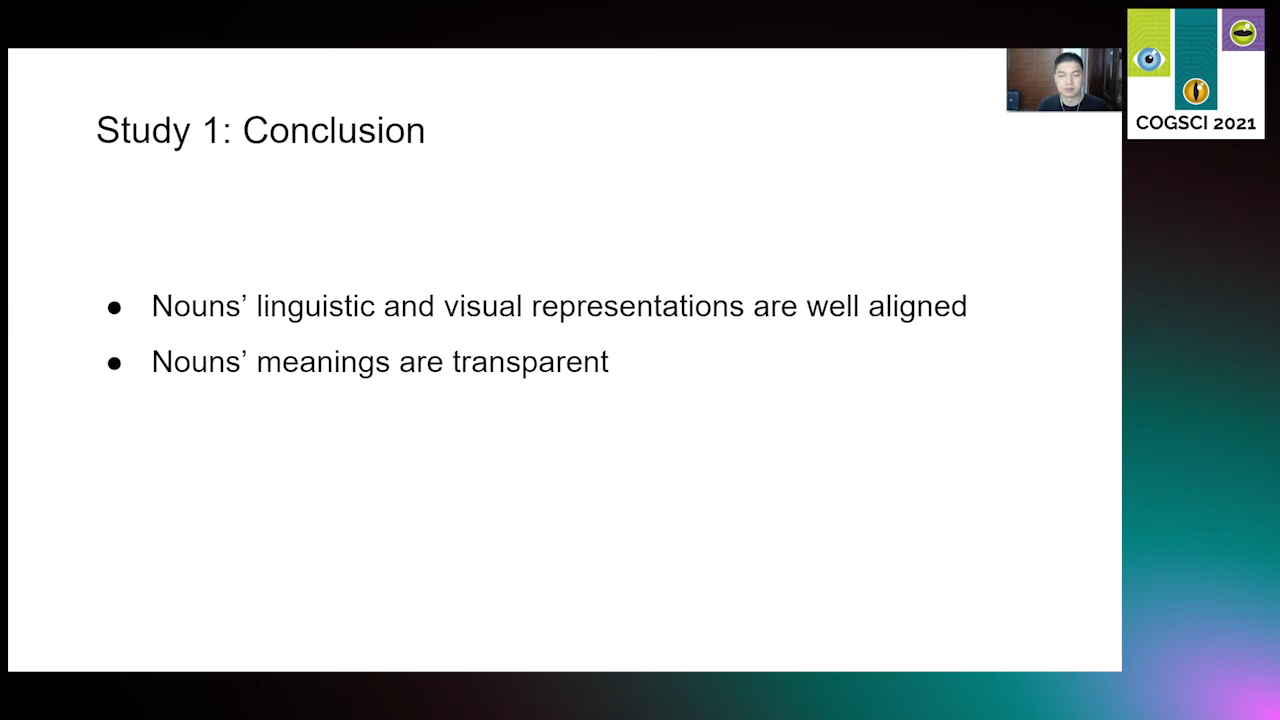 COGSCI 2021
Study 1: Conclusion
● Nouns’ linguistic and visual representations are well aligned
● Nouns’ meanings are transparent